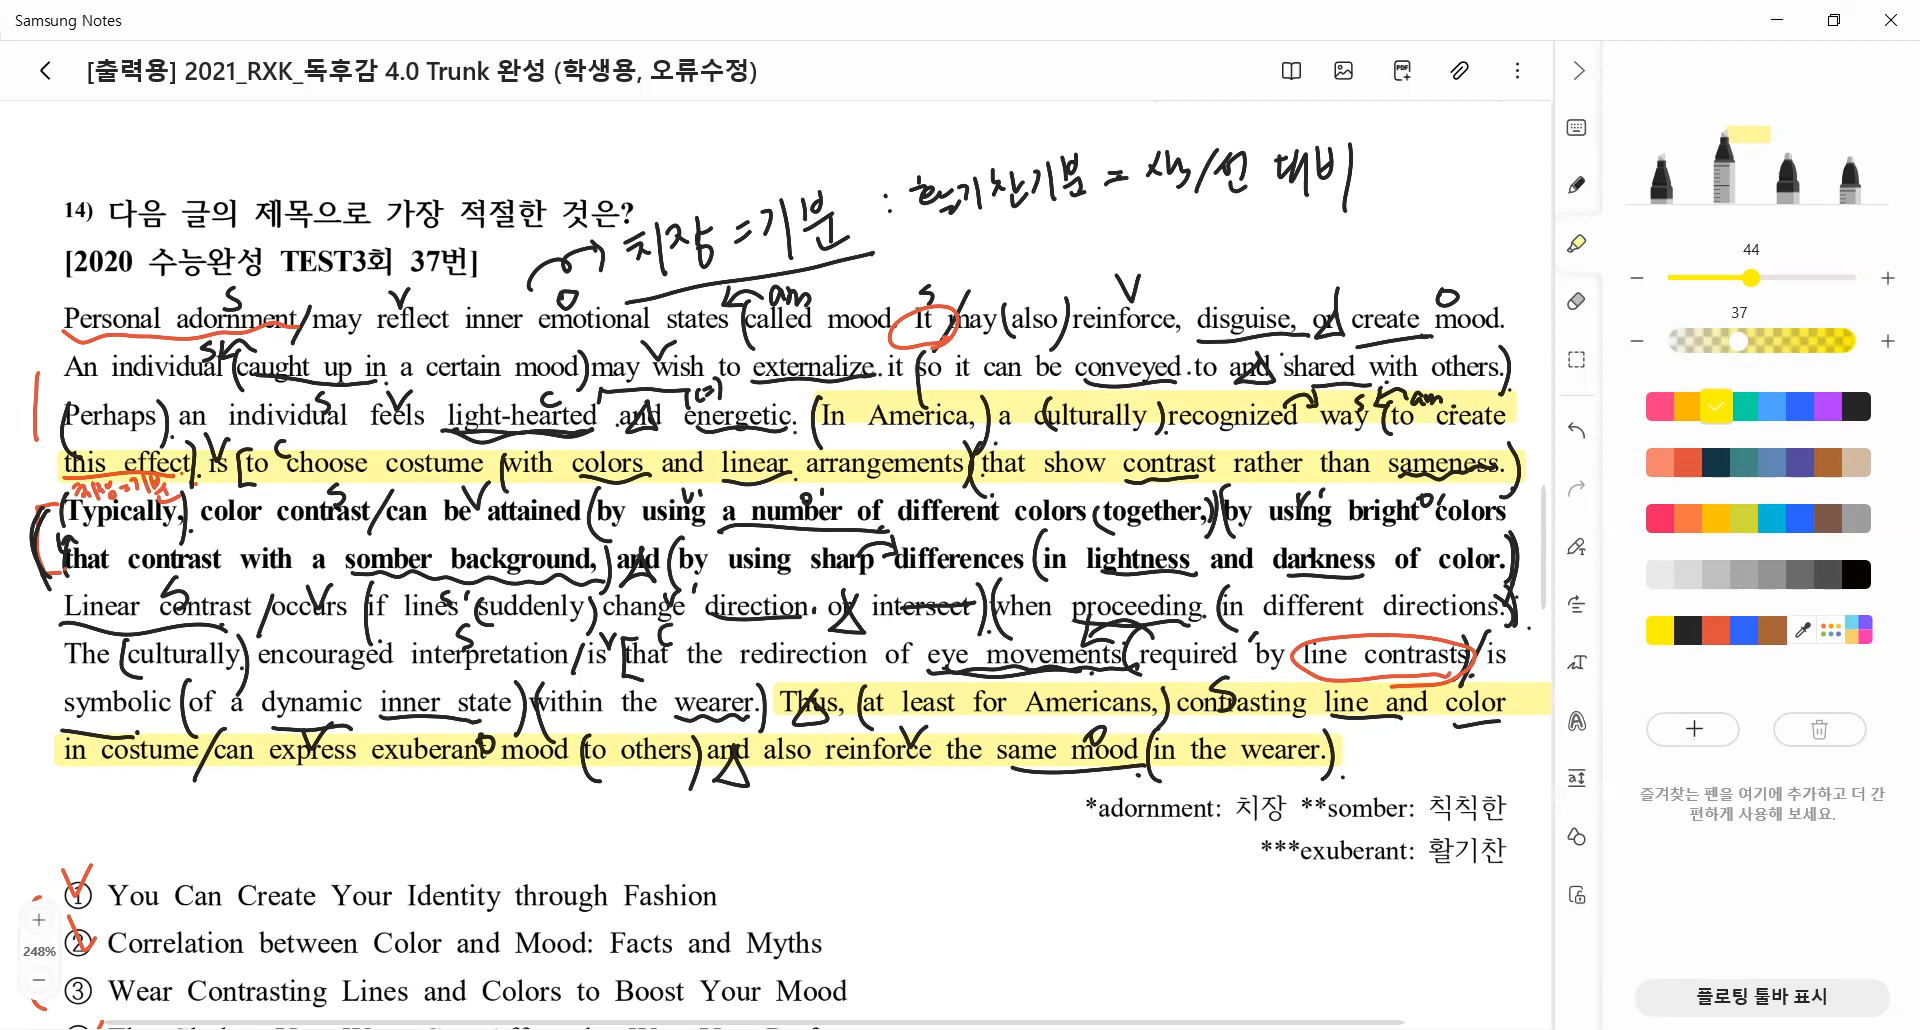 Samsung Notes
[출력용] 2021_RXK_독후감 4.0 Trunk 완성 (학생용, 오류수정)
: 활기찬기분 = 색/선 대비
14) 다음 글의 제목으로 가장 적절한 것은?
치장 = 기분
[2020 수능완성 TEST3회 37번]
S V O am S V O
Personal adornment may reflect inner emotional states called mood. It may also reinforce, disguise, or create mood.
S V
An individual caught up in a certain mood may wish to externalize it so it can be conveyed to and shared with others.
S V C (=) S am
Perhaps an individual feels light-hearted and energetic. In America, a culturally recognized way to create
V C
this effect is to choose costume with colors and linear arrangements that show contrast rather than sameness.
치장=기분 S V V' O' V' O'
Typically, color contrast can be attained by using a number of different colors together, by using bright colors
that contrast with a somber background, and by using sharp differences in lightness and darkness of color.
S V S' V'
Linear contrast occurs if lines suddenly change direction or intersect when proceeding in different directions.
S V C
The culturally encouraged interpretation is that the redirection of eye movements required by line contrasts is
symbolic of a dynamic inner state within the wearer. Thus, at least for Americans, contrasting line and color
in costume can express exuberant mood to others and also reinforce the same mood in the wearer.
*adornment: 치장 **somber: 칙칙한
***exuberant: 활기찬
① You Can Create Your Identity through Fashion
② Correlation between Color and Mood: Facts and Myths
③ Wear Contrasting Lines and Colors to Boost Your Mood
248%
44
37
즐겨찾는 펜을 여기에 추가하고 더 간
편하게 사용해 보세요.
플로팅 툴바 표시